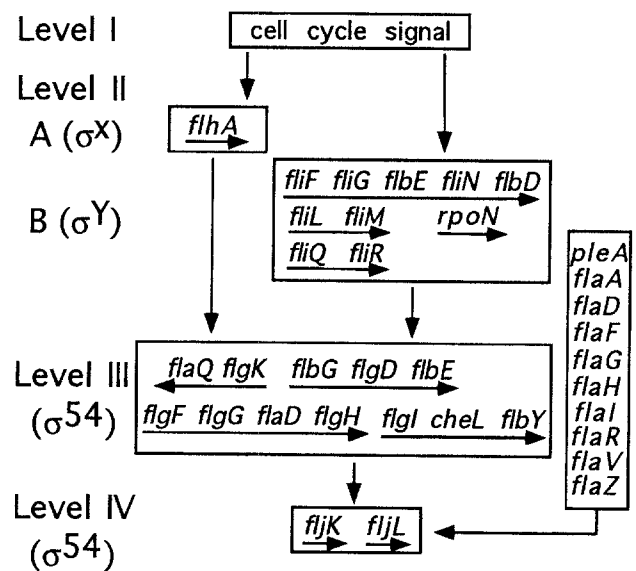 Level I
cell cycle signal
Level II
A (σX)
flhA
B (σY)
fliF fliG flbE fliN flbD
fliL fliM rpoN
fliQ fliR
pleA
flaA
flaD
flaF
flaG
flaH
flaI
flaR
flaV
flaZ
Level III
(σ54)
flaQ flgK flbG flgD flbE
flgF flgG flaD flgH flgI cheL flbY
Level IV
(σ54)
fljK fljL